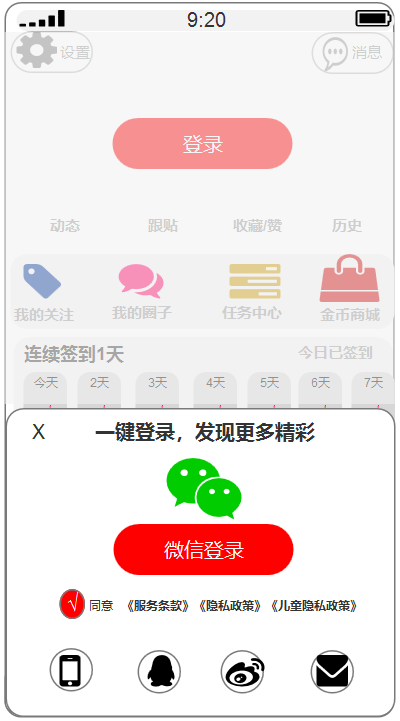 9:20
设置
消息
登录
动态 跟贴 收藏/赞 历史
我的关注 我的圈子 任务中心 金币商城
连续签到1天 今日已签到
今天 2天 3天 4天 5天 6天 7天
X 一键登录，发现更多精彩
微信登录
√ 同意 《服务条款》《隐私政策》《儿童隐私政策》